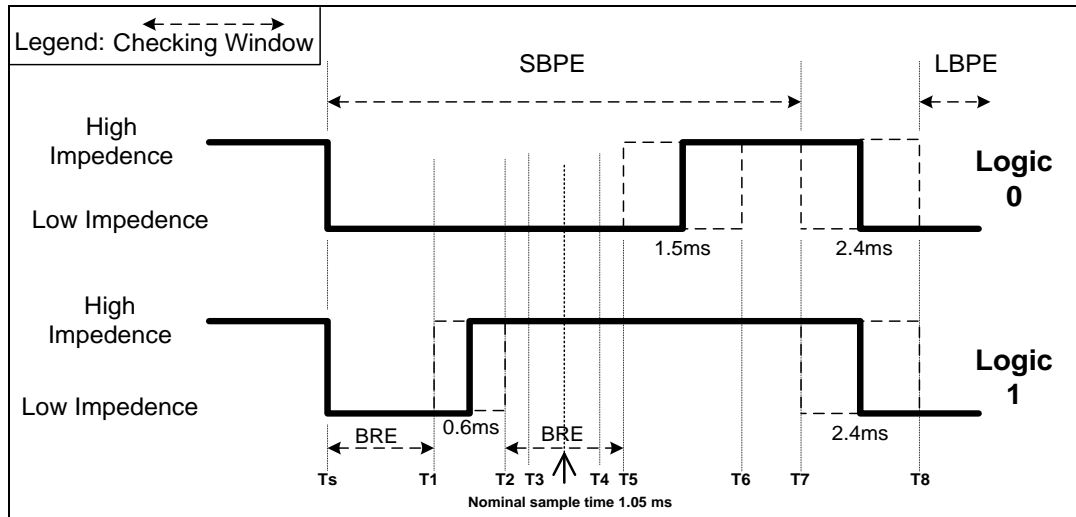 Legend: Checking Window
SBPE
LBPE
High
Impedence
Low Impedence
1.5ms
2.4ms
Logic
0
High
Impedence
Low Impedence
0.6ms
2.4ms
Logic
1
BRE
BRE
Ts
T1
T2
T3
T4
T5
T6
T7
T8
Nominal sample time 1.05 ms